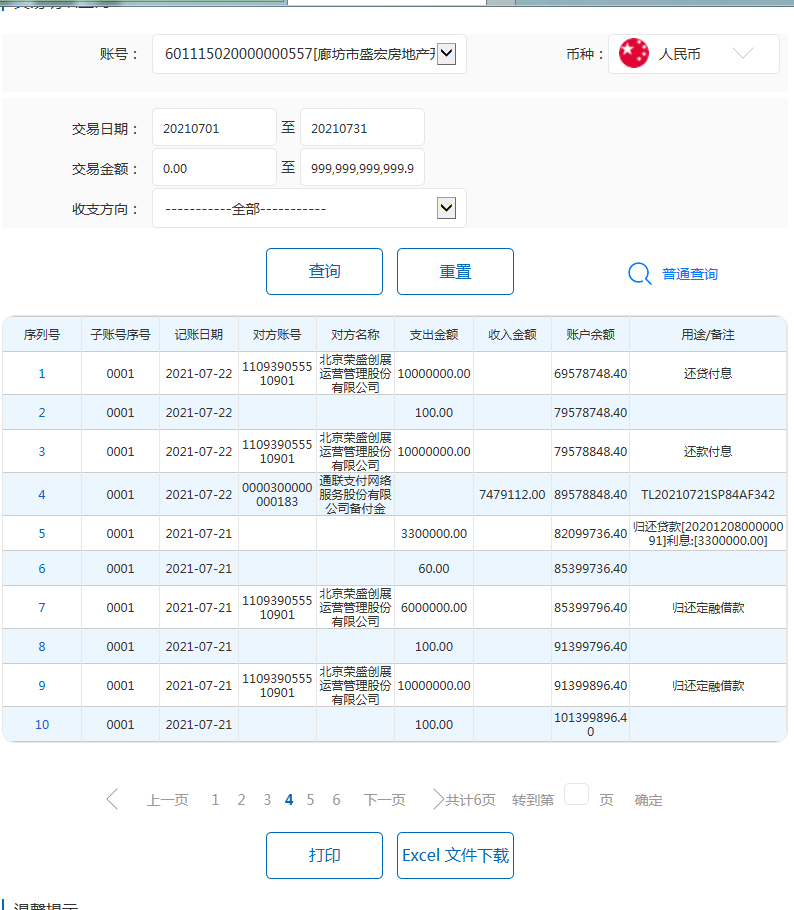 账号： 601115020000000557[廊坊市盛宏房地产开 币种： 人民币
交易日期： 20210701 至 20210731
交易金额： 0.00 至 999,999,999,999.9
收支方向： -----------全部-----------
查询 重置 普通查询
序列号 子账号序号 记账日期 对方账号 对方名称 支出金额 收入金额 账户余额 用途/备注
1 0001 2021-07-22 110939055510901 北京荣盛创展运营管理股份有限公司 10000000.00 69578748.40 还贷付息
2 0001 2021-07-22 100.00 79578748.40
3 0001 2021-07-22 110939055510901 北京荣盛创展运营管理股份有限公司 10000000.00 79578848.40 还款付息
4 0001 2021-07-22 0000300000000183 通联支付网络服务股份有限公司备付金 7479112.00 89578848.40 TL20210721SP84AF342
5 0001 2021-07-21 3300000.00 82099736.40 归还贷款[2020120800000091]利息:[3300000.00]
6 0001 2021-07-21 60.00 85399736.40
7 0001 2021-07-21 110939055510901 北京荣盛创展运营管理股份有限公司 6000000.00 85399796.40 归还定融借款
8 0001 2021-07-21 100.00 91399796.40
9 0001 2021-07-21 110939055510901 北京荣盛创展运营管理股份有限公司 10000000.00 91399896.40 归还定融借款
10 0001 2021-07-21 100.00 101399896.40
上一页 1 2 3 4 5 6 下一页 共计6页 转到第 页 确定
打印 Excel 文件下载
温馨提示